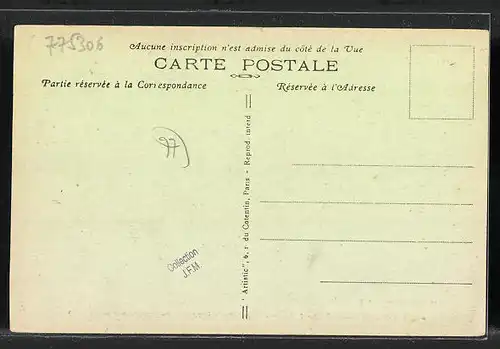 775306
Aucune inscription n'est admise du côté de la Vue
CARTE POSTALE
Partie réservée à la Correspondance
Réservée à l'Adresse
"Artistic", 6, r. du Cotentin, Paris - Reprod. interd
Collection
J.F.M.